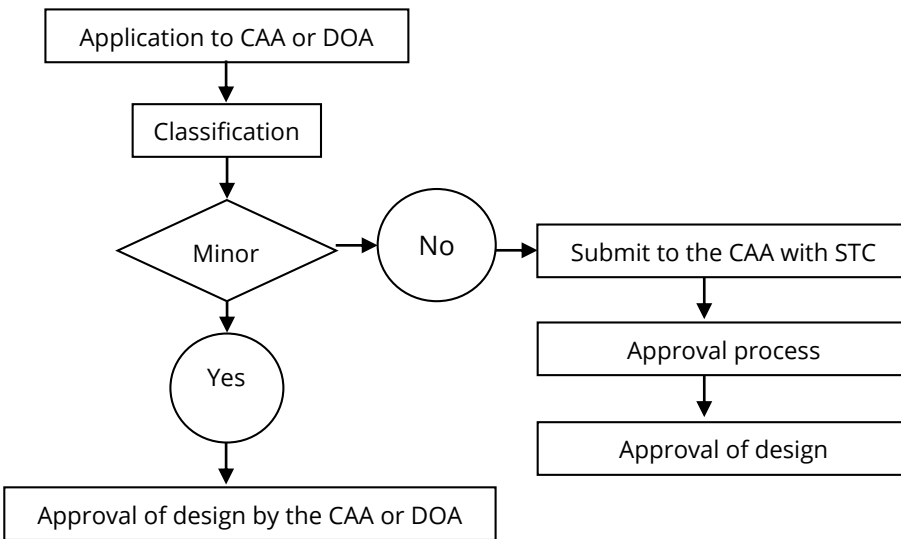 Application to CAA or DOA
Classification
Minor
No
Submit to the CAA with STC
Approval process
Yes
Approval of design
Approval of design by the CAA or DOA